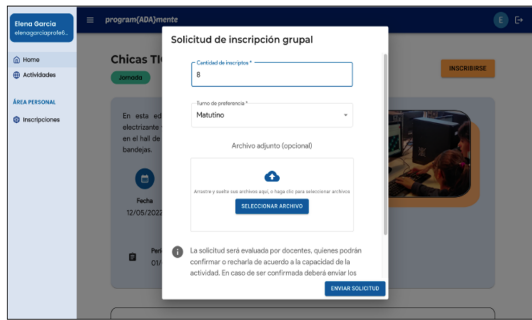 Elena García
elenagarciaprofe5...
Home
Actividades
ÁREA PERSONAL
Inscripciones
program{ADA}mente
E
Chicas TI
Jornada
INSCRIBIRSE
En esta ed
electrizante
en el hall de
bandejas.
Fecha
12/05/2022
Perí
01/
Solicitud de inscripción grupal
Cantidad de inscriptos *
8
Turno de preferencia *
Matutino
Archivo adjunto (opcional)
Arrastre y suelte sus archivos aquí, o haga clic para seleccionar archivos
SELECCIONAR ARCHIVO
La solicitud será evaluada por docentes, quienes podrán
confirmar o recharla de acuerdo a la capacidad de la
actividad. En caso de ser confirmada deberá enviar los
ENVIAR SOLICITUD